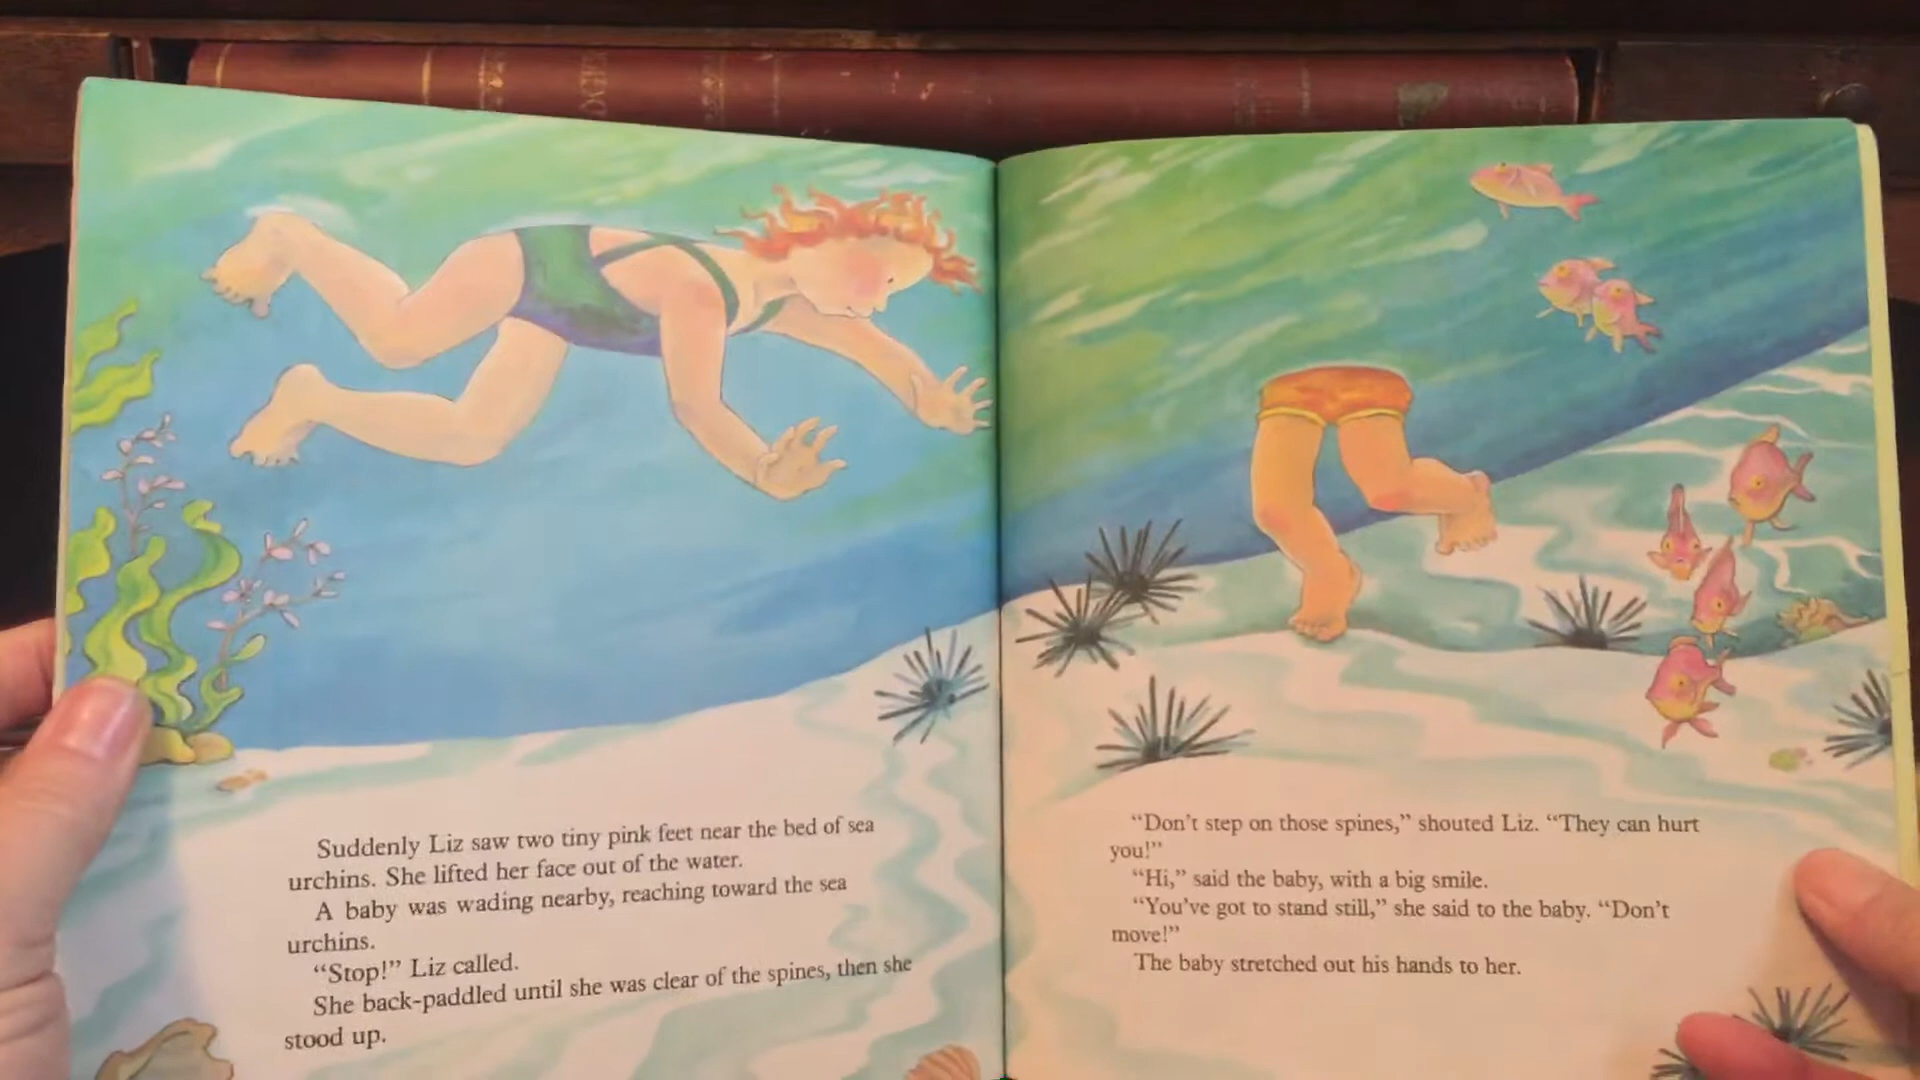 Suddenly Liz saw two tiny pink feet near the bed of sea
urchins. She lifted her face out of the water.
A baby was wading nearby, reaching toward the sea
urchins.
“Stop!” Liz called.
She back-paddled until she was clear of the spines, then she
stood up.
“Don’t step on those spines,” shouted Liz. “They can hurt
you!”
“Hi,” said the baby, with a big smile.
“You’ve got to stand still,” she said to the baby. “Don’t
move!”
The baby stretched out his hands to her.